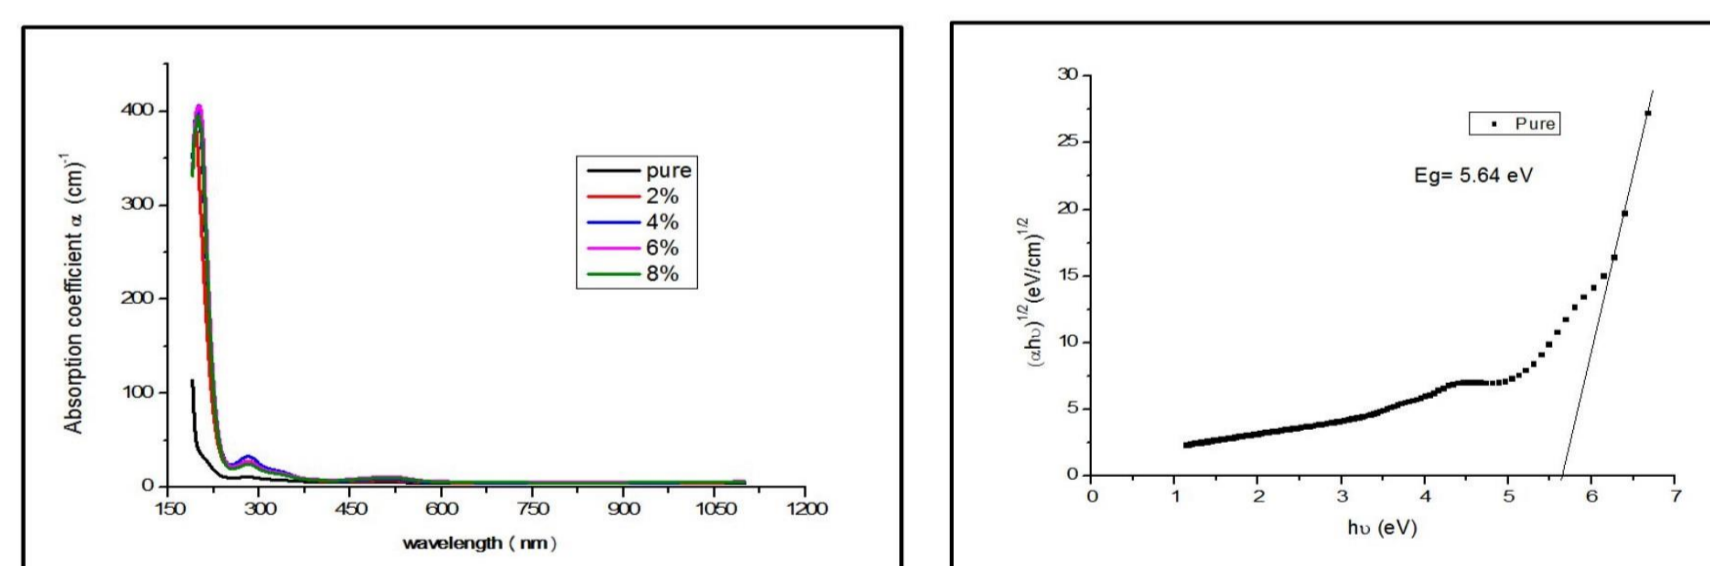 400
300
200
100
0
150 300 450 600 750 900 1050 1200
Absorption coefficient α (cm)⁻¹
wavelength ( nm )
pure
2%
4%
6%
8%
30
25
20
15
10
5
0
0 1 2 3 4 5 6 7
(αhυ)^1/2(eV/cm)^1/2
hυ (eV)
Pure
Eg= 5.64 eV